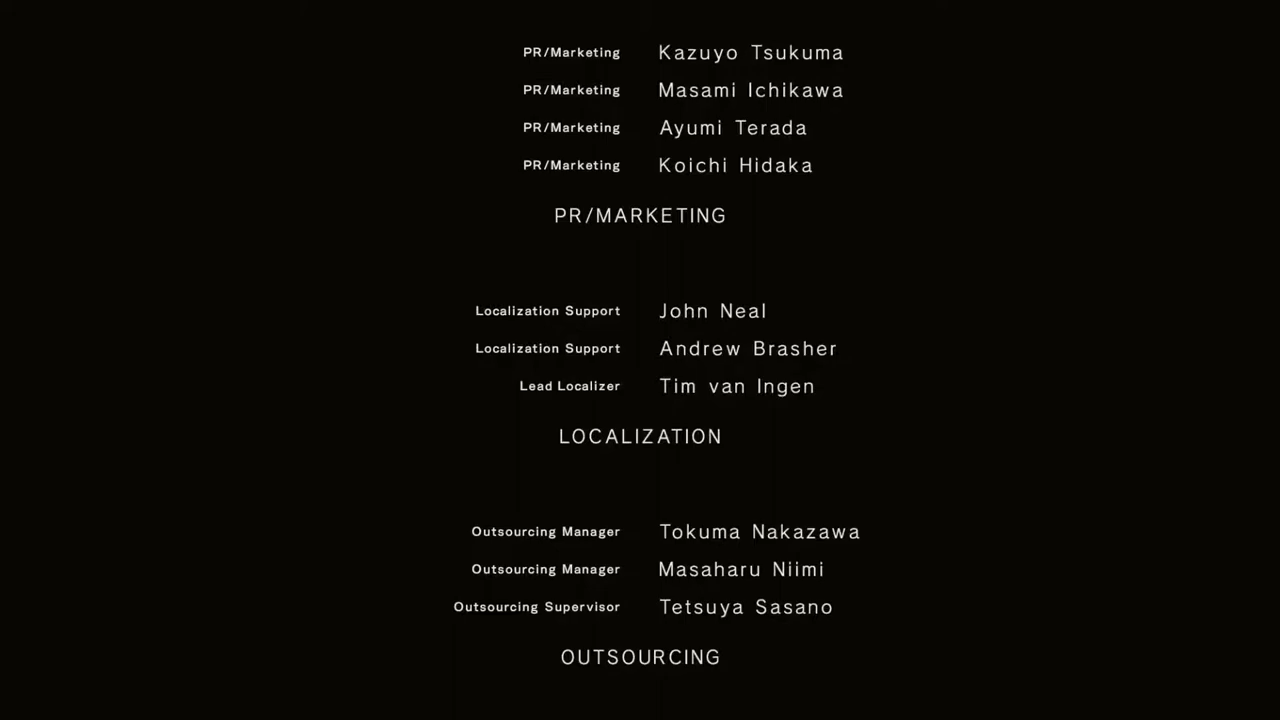 PR/Marketing Kazuyo Tsukuma
PR/Marketing Masami Ichikawa
PR/Marketing Ayumi Terada
PR/Marketing Koichi Hidaka
PR/MARKETING
Localization Support John Neal
Localization Support Andrew Brasher
Lead Localizer Tim van Ingen
LOCALIZATION
Outsourcing Manager Tokuma Nakazawa
Outsourcing Manager Masaharu Niimi
Outsourcing Supervisor Tetsuya Sasano
OUTSOURCING